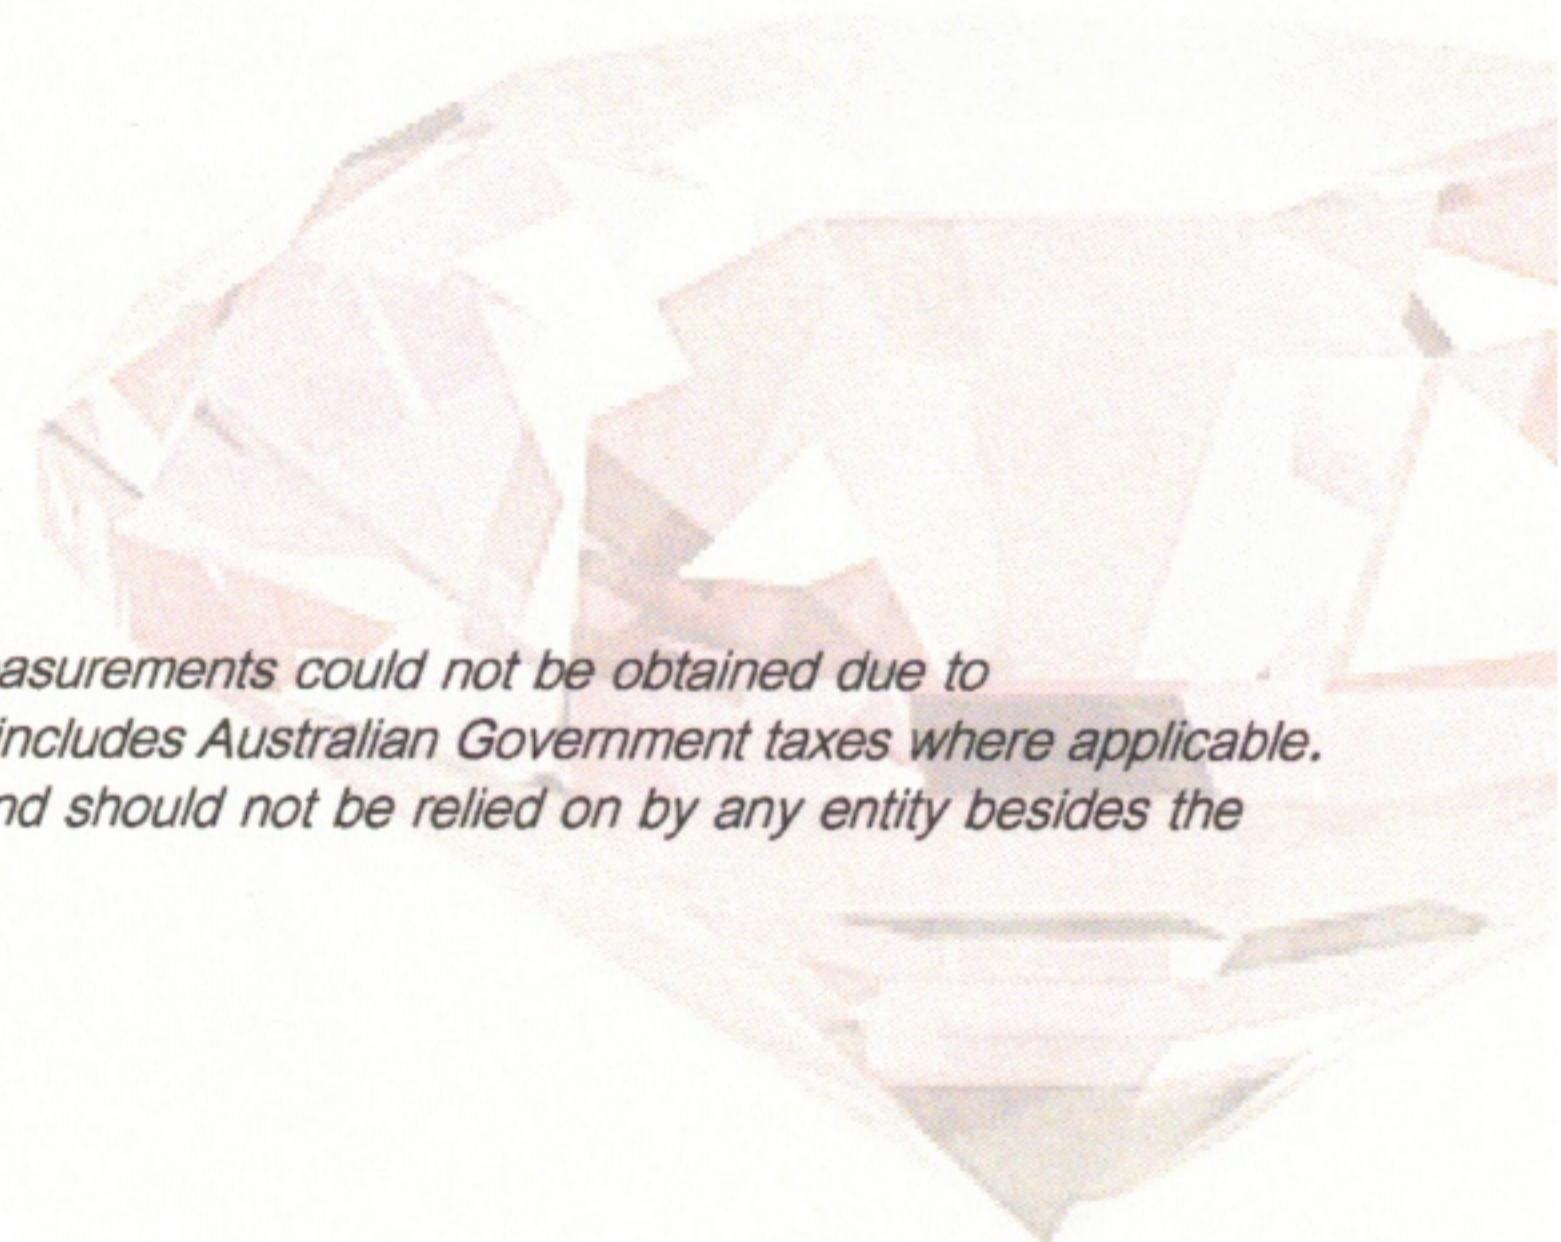 asurements could not be obtained due to
includes Australian Government taxes where applicable.
nd should not be relied on by any entity besides the